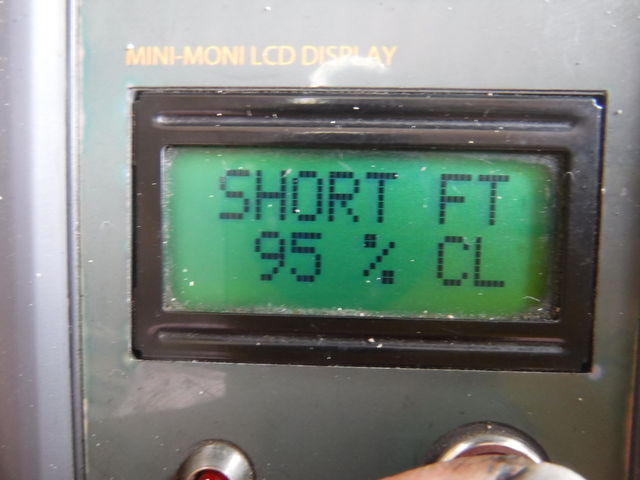 MINI-MONI LCD DISPLAY
SHORT FT
95 % CL